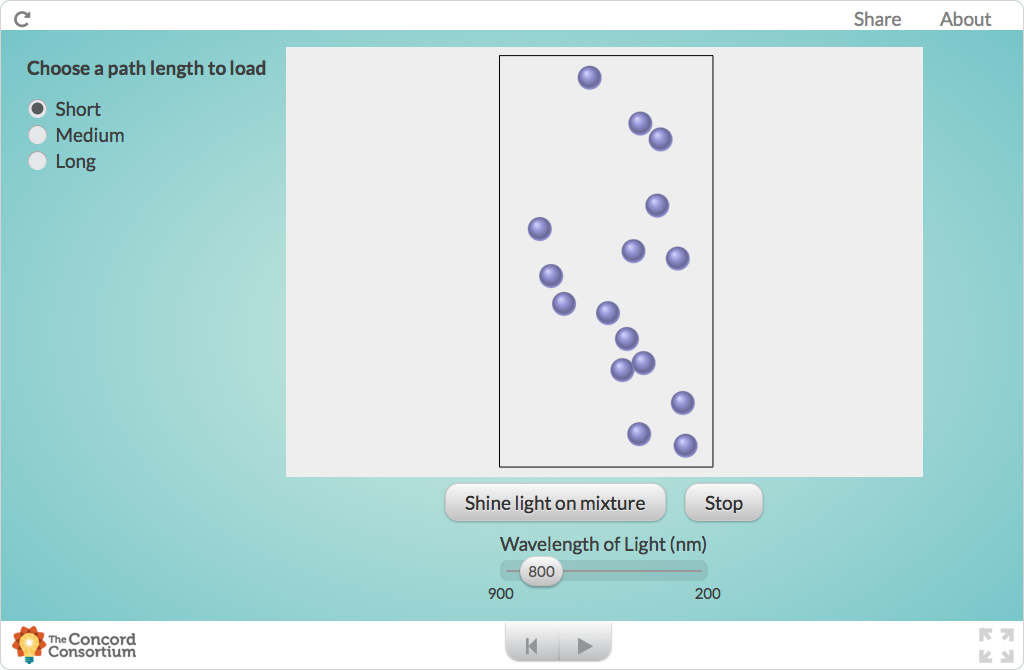 Share About
Choose a path length to load
Short
Medium
Long
Shine light on mixture Stop
Wavelength of Light (nm)
800
900 200
The Concord
Consortium